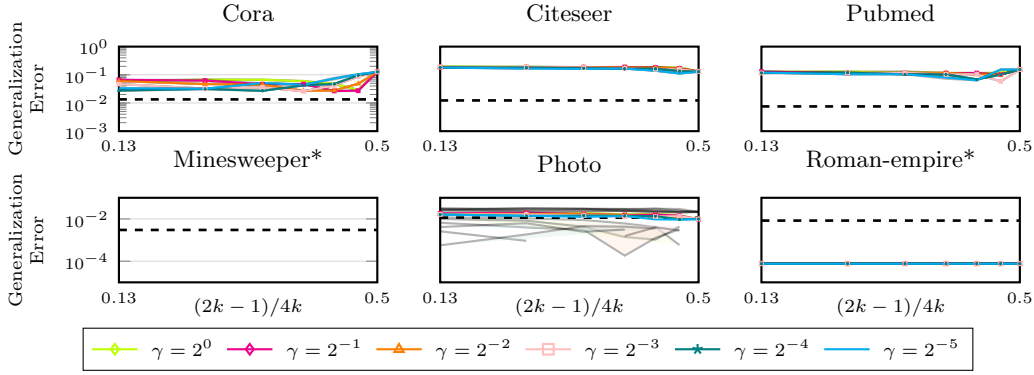 Cora
Citeseer
Pubmed
Generalization
Error
10^0
10^−1
10^−2
10^−3
0.13
0.5
0.13
0.5
0.13
0.5
Minesweeper*
Photo
Roman-empire*
Generalization
Error
10^−2
10^−4
0.13
0.5
0.13
0.5
0.13
0.5
(2k − 1)/4k
(2k − 1)/4k
(2k − 1)/4k
γ = 2^0
γ = 2^−1
γ = 2^−2
γ = 2^−3
γ = 2^−4
γ = 2^−5